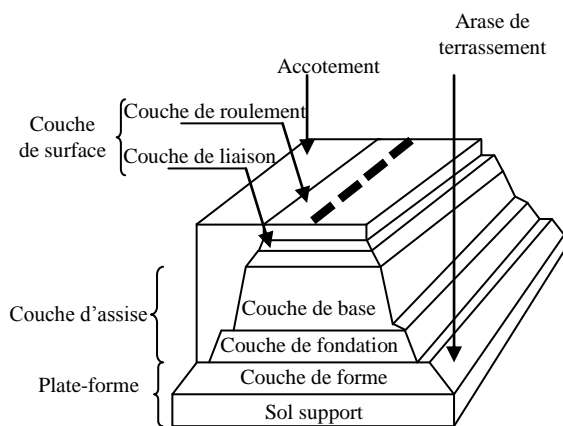 Arase de
terrassement
Accotement
Couche de roulement
Couche
de surface
Couche de liaison
Couche d’assise
Couche de base
Couche de fondation
Plate-forme
Couche de forme
Sol support